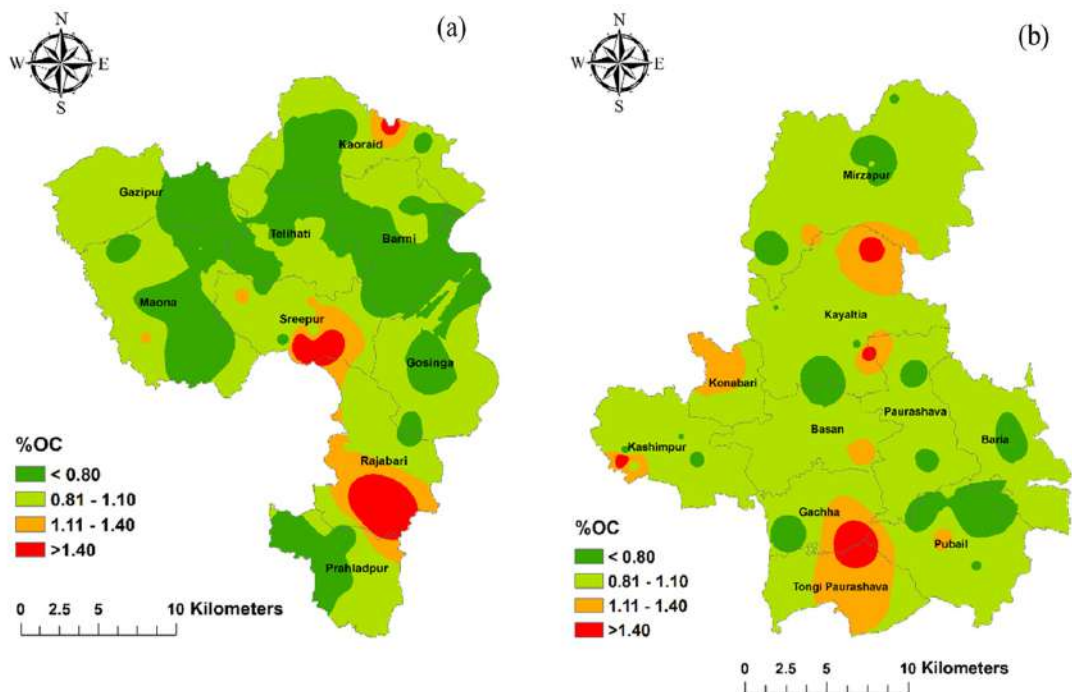 (a)
N
W E
S
Kaoraid
Gazipur
Telihati
Barmi
Maona
Sreepur
Gosinga
Rajabari
Prahladpur
%OC
< 0.80
0.81 - 1.10
1.11 - 1.40
>1.40
0 2.5 5 10 Kilometers
(b)
N
W E
S
Mirzapur
Kayaltia
Konabari
Paurashava
Basan
Baria
Kashimpur
Gachha
Pubail
Tongi Paurashava
%OC
< 0.80
0.81 - 1.10
1.11 - 1.40
>1.40
0 2.5 5 10 Kilometers